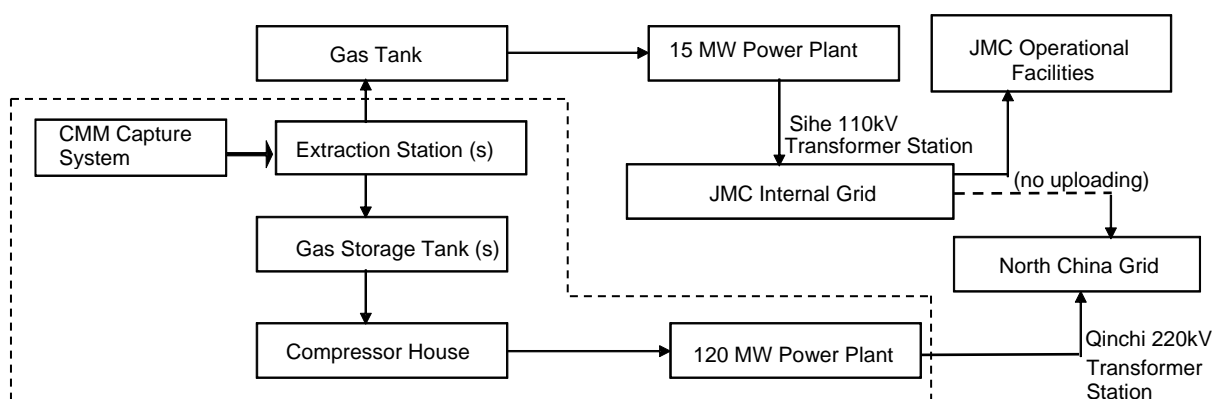 Gas Tank
15 MW Power Plant
JMC Operational
Facilities
CMM Capture
System
Extraction Station (s)
Sihe 110kV
Transformer Station
JMC Internal Grid
(no uploading)
Gas Storage Tank (s)
North China Grid
Compressor House
120 MW Power Plant
Qinchi 220kV
Transformer
Station